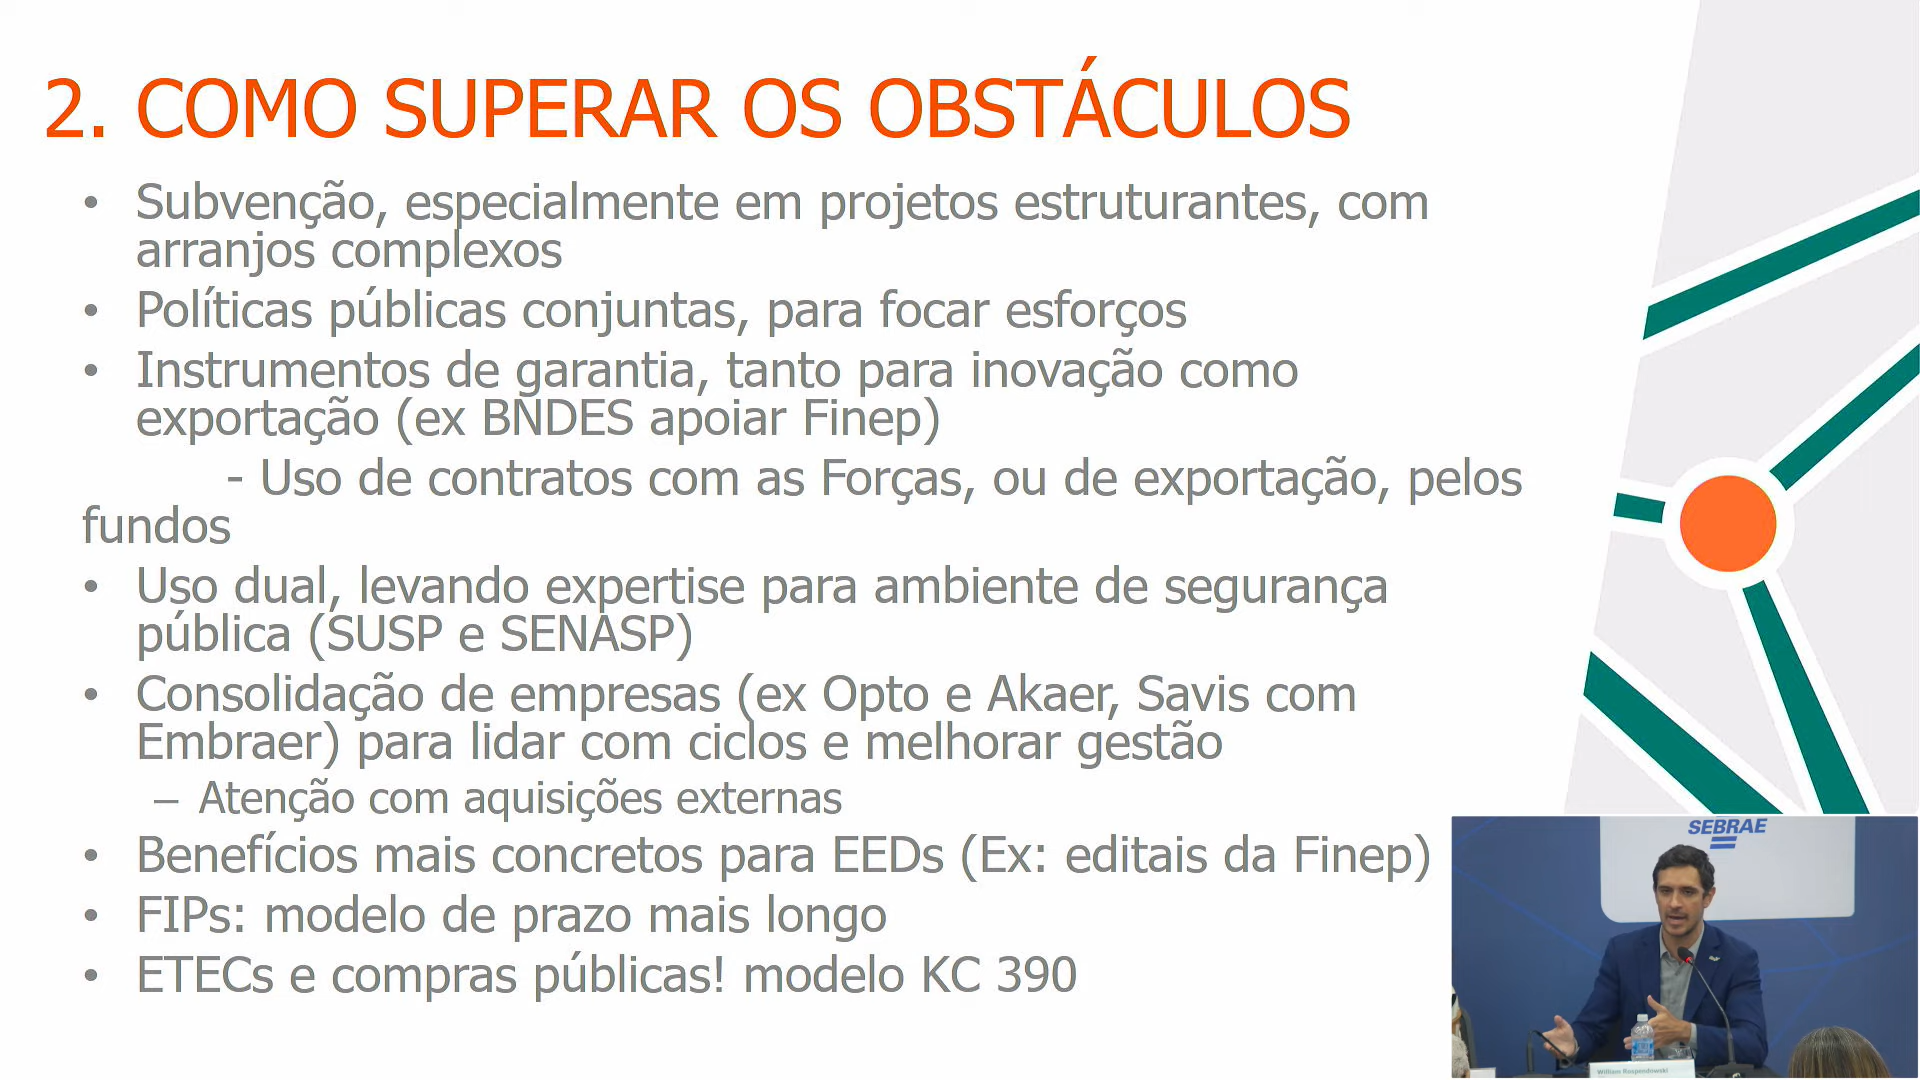 2. COMO SUPERAR OS OBSTÁCULOS
• Subvenção, especialmente em projetos estruturantes, com
arranjos complexos
• Políticas públicas conjuntas, para focar esforços
• Instrumentos de garantia, tanto para inovação como
exportação (ex BNDES apoiar Finep)
- Uso de contratos com as Forças, ou de exportação, pelos
fundos
• Uso dual, levando expertise para ambiente de segurança
pública (SUSP e SENASP)
• Consolidação de empresas (ex Opto e Akaer, Savis com
Embraer) para lidar com ciclos e melhorar gestão
– Atenção com aquisições externas
• Benefícios mais concretos para EEDs (Ex: editais da Finep)
• FIPs: modelo de prazo mais longo
• ETECs e compras públicas! modelo KC 390
SEBRAE
William Rospendowski